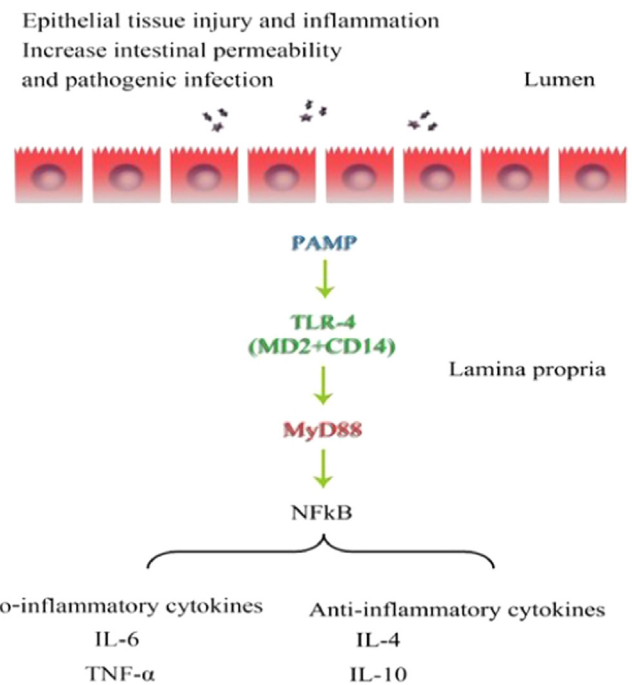 Epithelial tissue injury and inflammation
Increase intestinal permeability
and pathogenic infection
Lumen
PAMP
TLR-4
(MD2+CD14)
Lamina propria
MyD88
NFkB
o-inflammatory cytokines
Anti-inflammatory cytokines
IL-6
IL-4
TNF-α
IL-10